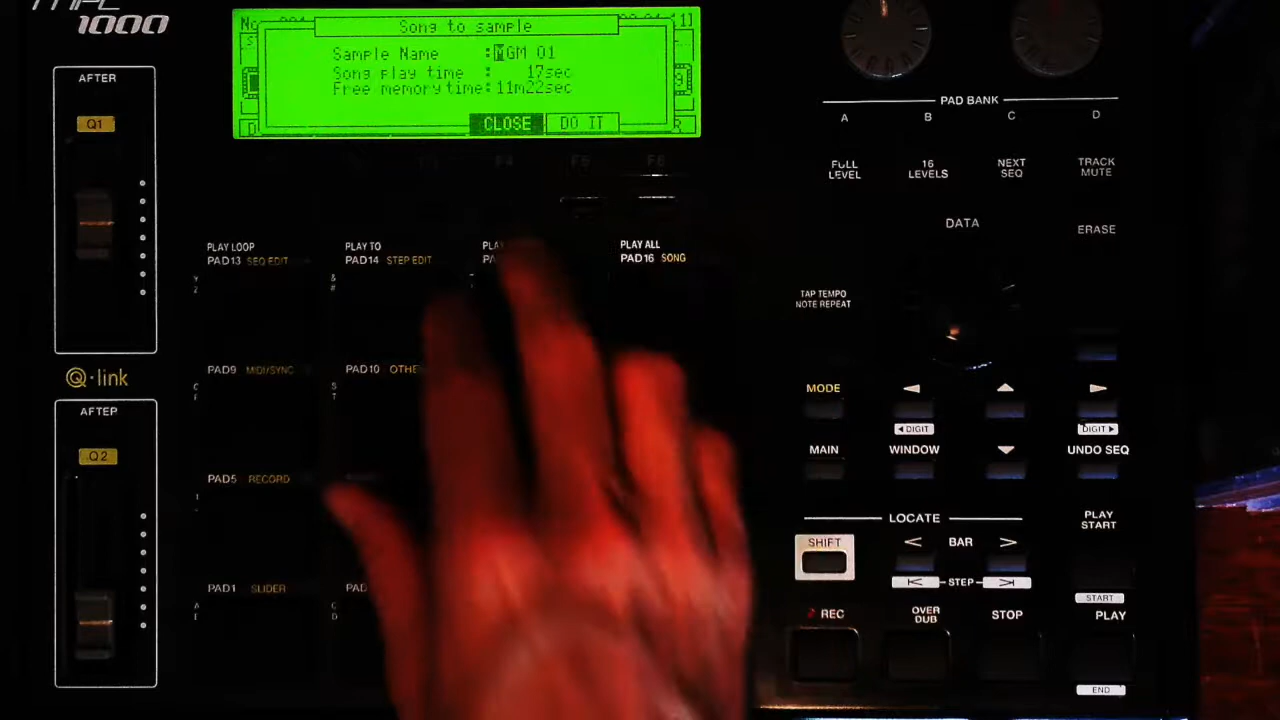 MPC
1000
Song to sample
Sample Name :MGM 01
Song play time : 17sec
Free memory time:11m22sec
CLOSE DO IT
F4 F5 F6
AFTER
Q1
Q-link
AFTER
Q2
PLAY LOOP
PAD13 SEQ EDIT
PLAY TO
PAD14 STEP EDIT
PLAY ALL
PAD16 SONG
PAD9 MIDI/SYNC
PAD10
PAD5 RECORD
PAD1 SLIDER
PAD BANK
A B C D
FULL LEVEL
16 LEVELS
NEXT SEQ
TRACK MUTE
DATA
ERASE
TAP TEMPO
NOTE REPEAT
MODE
DIGIT DIGIT
MAIN WINDOW UNDO SEQ
LOCATE
PLAY START
SHIFT
< BAR >
STEP
START
REC
OVER DUB
STOP
PLAY
END